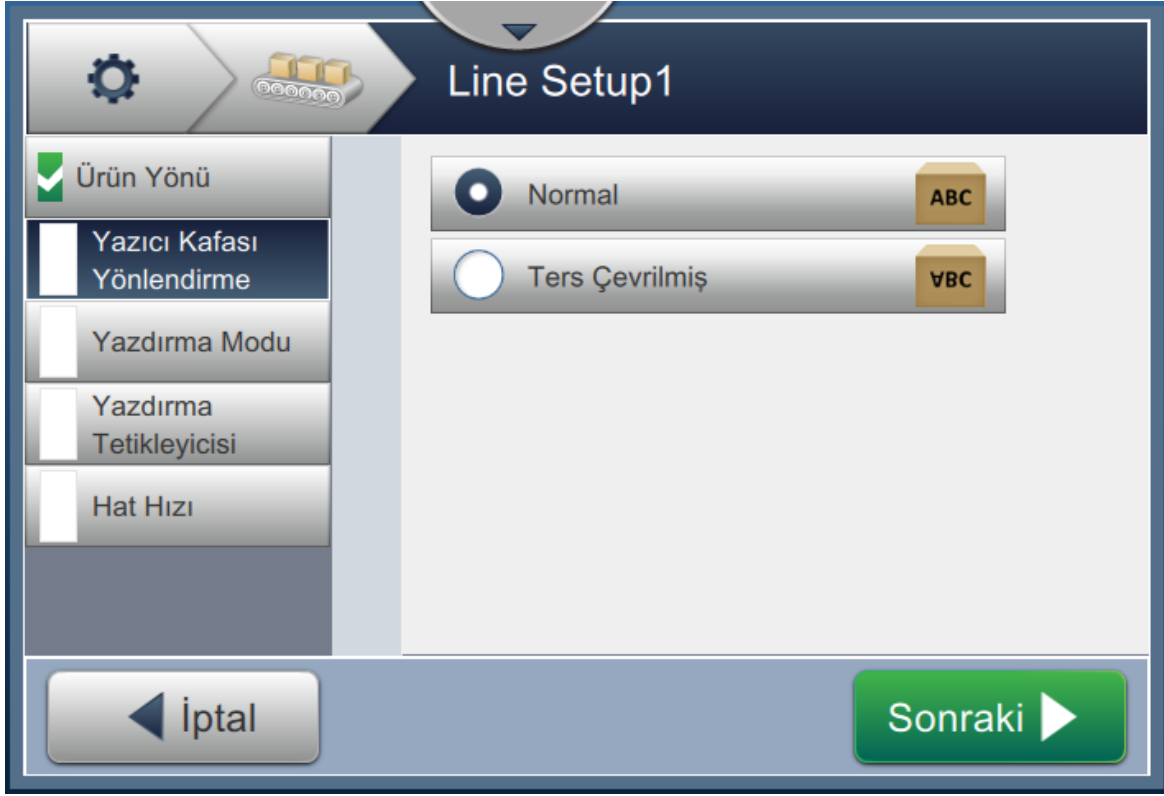 Line Setup1
Ürün Yönü
Yazıcı Kafası
Yönlendirme
Yazdırma Modu
Yazdırma
Tetikleyicisi
Hat Hızı
Normal
ABC
Ters Çevrilmiş
ɐBC
İptal
Sonraki